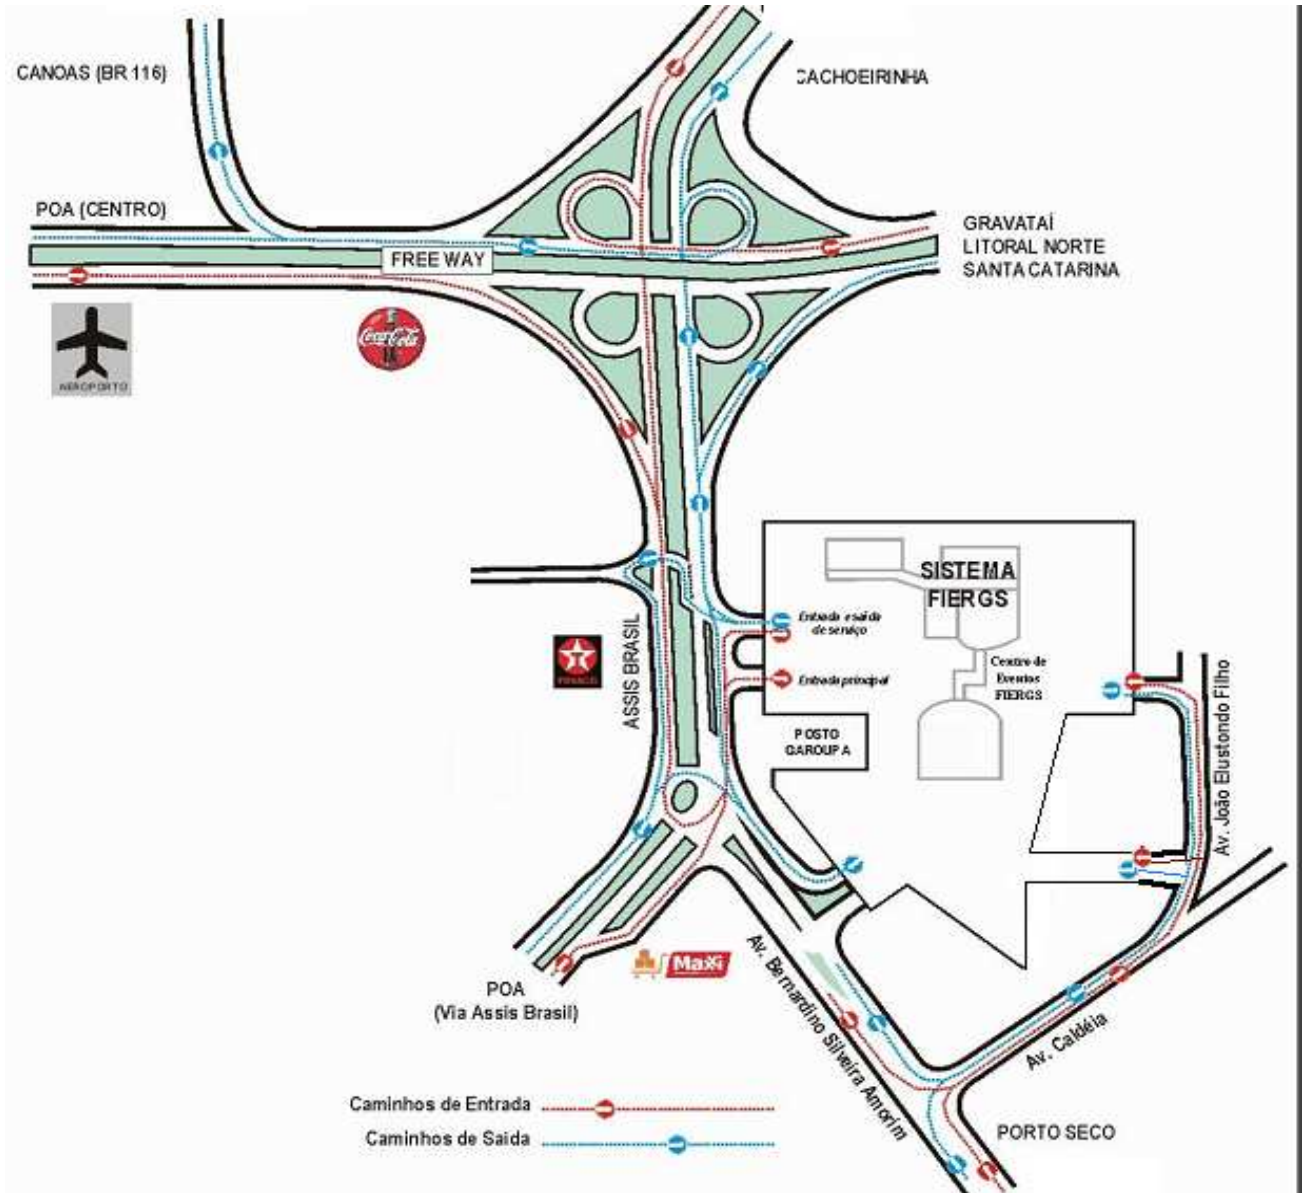 CANOAS (BR 116)
CACHOEIRINHA
POA (CENTRO)
GRAVATAÍ
LITORAL NORTE
SANTA CATARINA
FREE WAY
Coca-Cola
AEROPORTO
SISTEMA
FIERGS
Entrada e saída
de serviço
Centro de
Eventos
FIERGS
Entrada principal
TEXACO
ASSIS BRASIL
POSTO
GAROUPA
Av. João Elustondo Filho
Maxxi
Av. Bernardino Silveira Amorim
POA
(Via Assis Brasil)
Av. Caldéia
Caminhos de Entrada
Caminhos de Saída
PORTO SECO